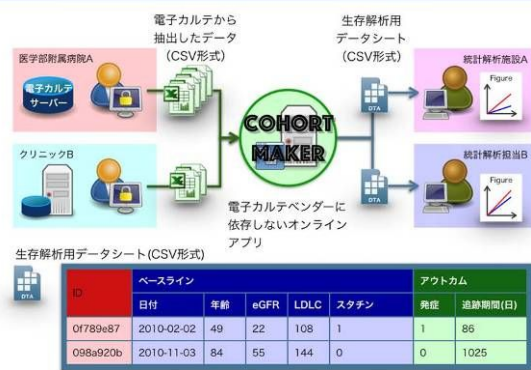 電子カルテから
抽出したデータ
（CSV形式）
生存解析用
データシート
（CSV形式）
医学部附属病院A
電子カルテ
サーバー
統計解析施設A
Figure
DTA
COHORT
MAKER
クリニックB
統計解析担当B
Figure
DTA
電子カルテベンダーに
依存しないオンライン
アプリ
生存解析用データシート(CSV形式)
DTA
ID ベースライン アウトカム
日付 年齢 eGFR LDLC スタチン 発症 追跡期間(日)
0f789e87 2010-02-02 49 22 108 1 1 86
098a920b 2010-11-03 84 55 144 0 0 1025